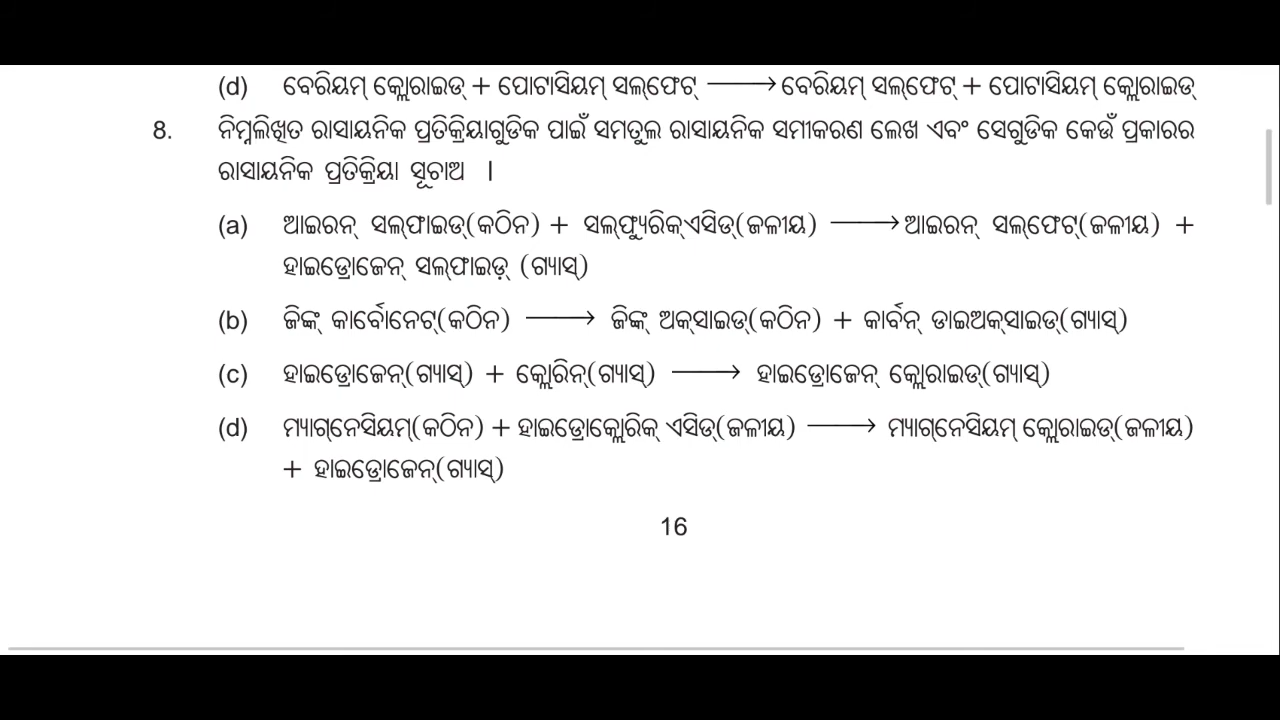 (d) ବେରିୟମ୍ କ୍ଲୋରାଇଡ୍ + ପୋଟାସିୟମ୍ ସଲ୍‌ଫେଟ୍ ⟶ ବେରିୟମ୍ ସଲ୍‌ଫେଟ୍ + ପୋଟାସିୟମ୍ କ୍ଲୋରାଇଡ୍
8. ନିମ୍ନଲିଖିତ ରାସାୟନିକ ପ୍ରତିକ୍ରିୟାଗୁଡିକ ପାଇଁ ସମତୁଲ ରାସାୟନିକ ସମୀକରଣ ଲେଖ ଏବଂ ସେଗୁଡିକ କେଉଁ ପ୍ରକାରର
ରାସାୟନିକ ପ୍ରତିକ୍ରିୟା ସୂଚାଅ ।
(a) ଆଇରନ୍ ସଲ୍‌ଫାଇଡ୍(କଠିନ) + ସଲ୍‌ଫ୍ୟୁରିକ୍‌ଏସିଡ୍(ଜଳୀୟ) ⟶ ଆଇରନ୍ ସଲ୍‌ଫେଟ୍(ଜଳୀୟ) +
ହାଇଡ୍ରୋଜେନ୍ ସଲ୍‌ଫାଇଡ଼୍ (ଗ୍ୟାସ୍)
(b) ଜିଙ୍କ୍ କାର୍ବୋନେଟ୍(କଠିନ) ⟶ ଜିଙ୍କ୍ ଅକ୍‌ସାଇଡ୍(କଠିନ) + କାର୍ବନ୍ ଡାଇଅକ୍‌ସାଇଡ୍(ଗ୍ୟାସ୍)
(c) ହାଇଡ୍ରୋଜେନ୍(ଗ୍ୟାସ୍) + କ୍ଲୋରିନ୍(ଗ୍ୟାସ୍) ⟶ ହାଇଡ୍ରୋଜେନ୍ କ୍ଲୋରାଇଡ୍(ଗ୍ୟାସ୍)
(d) ମ୍ୟାଗ୍‌ନେସିୟମ୍(କଠିନ) + ହାଇଡ୍ରୋକ୍ଲୋରିକ୍ ଏସିଡ୍(ଜଳୀୟ) ⟶ ମ୍ୟାଗ୍‌ନେସିୟମ୍ କ୍ଲୋରାଇଡ୍(ଜଳୀୟ)
+ ହାଇଡ୍ରୋଜେନ୍(ଗ୍ୟାସ୍)
16